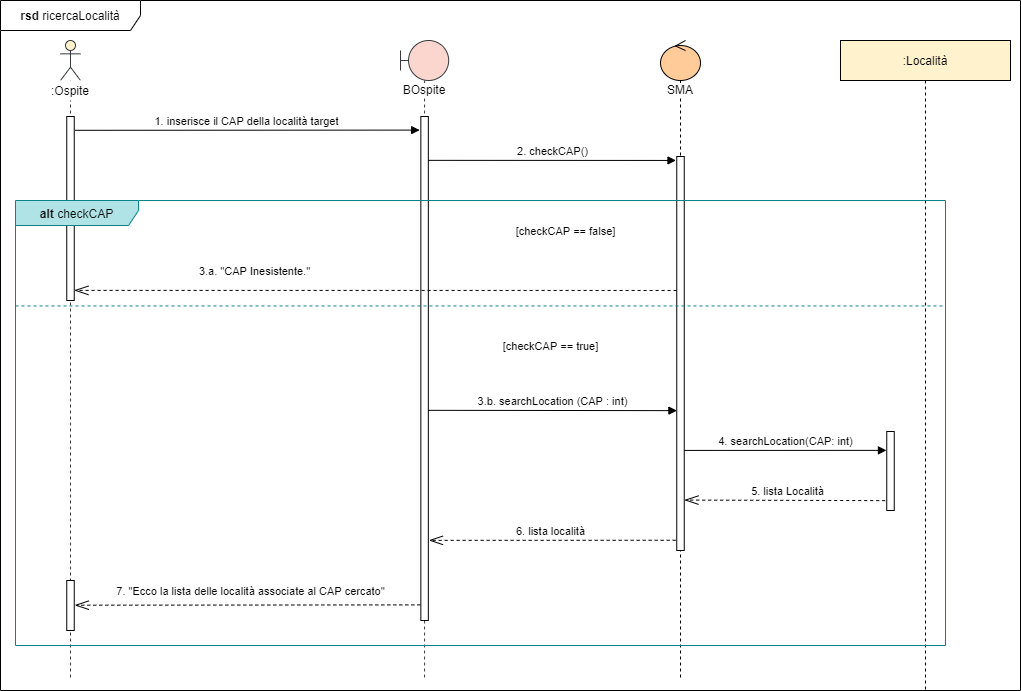 rsd ricercaLocalità
:Ospite
BOspite
SMA
:Località
1. inserisce il CAP della località target
2. checkCAP()
alt checkCAP
[checkCAP == false]
3.a. "CAP Inesistente."
[checkCAP == true]
3.b. searchLocation (CAP : int)
4. searchLocation(CAP: int)
5. lista Località
6. lista località
7. "Ecco la lista delle località associate al CAP cercato"